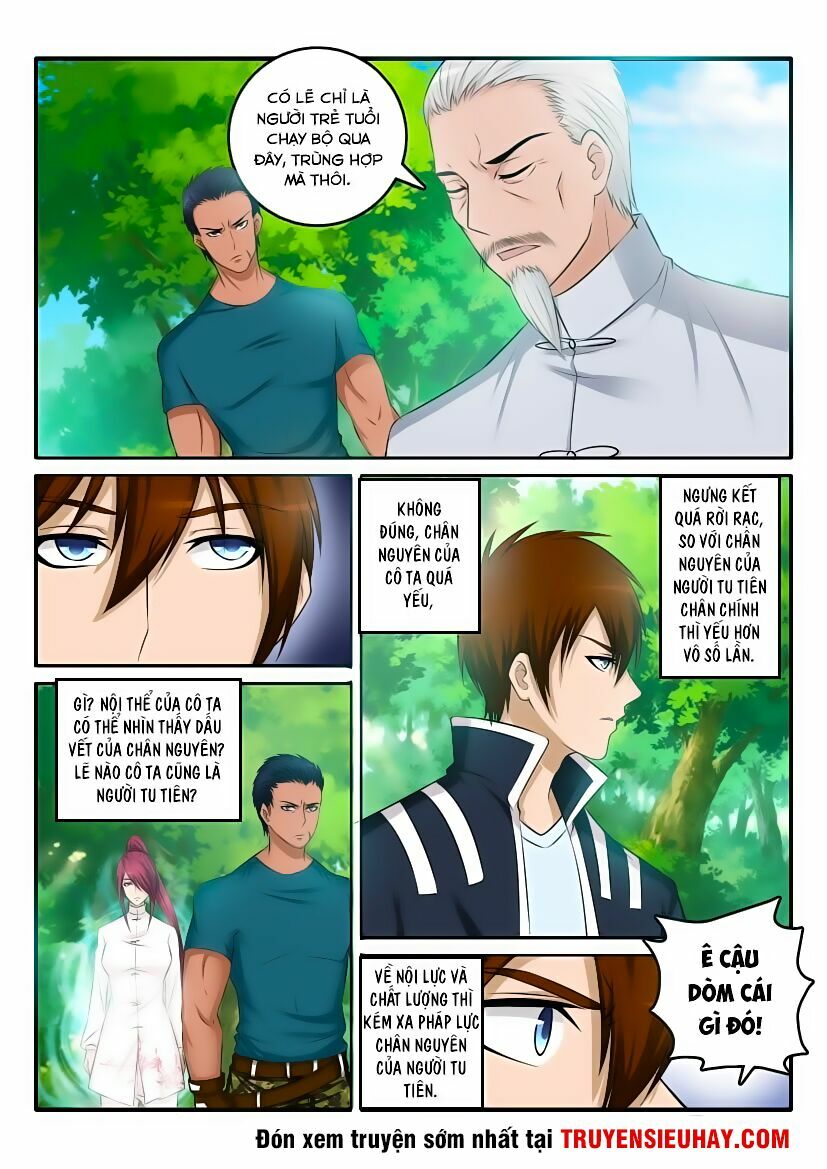 CÓ LẼ CHỈ LÀ
NGƯỜI TRẺ TUỔI
CHẠY BỘ QUA
ĐÂY, TRÙNG HỢP
MÀ THÔI.
GÌ? NỘI THỂ CỦA CÔ TA
CÓ THỂ NHÌN THẤY DẤU
VẾT CỦA CHÂN NGUYÊN?
LẼ NÀO CÔ TA CŨNG LÀ
NGƯỜI TU TIÊN?
KHÔNG
ĐÚNG, CHÂN
NGUYÊN CỦA
CÔ TA QUÁ
YẾU,
NGƯNG KẾT
QUÁ RỜI RẠC,
SO VỚI CHÂN
NGUYÊN CỦA
NGƯỜI TU TIÊN
CHÂN CHÍNH
THÌ YẾU HƠN
VÔ SỐ LẦN.
VỀ NỘI LỰC VÀ
CHẤT LƯỢNG THÌ
KÉM XA PHÁP LỰC
CHÂN NGUYÊN
CỦA NGƯỜI TU
TIÊN.
Ê CẬU
DÒM CÁI
GÌ ĐÓ!
Đón xem truyện sớm nhất tại TRUYENSIEUHAY.COM